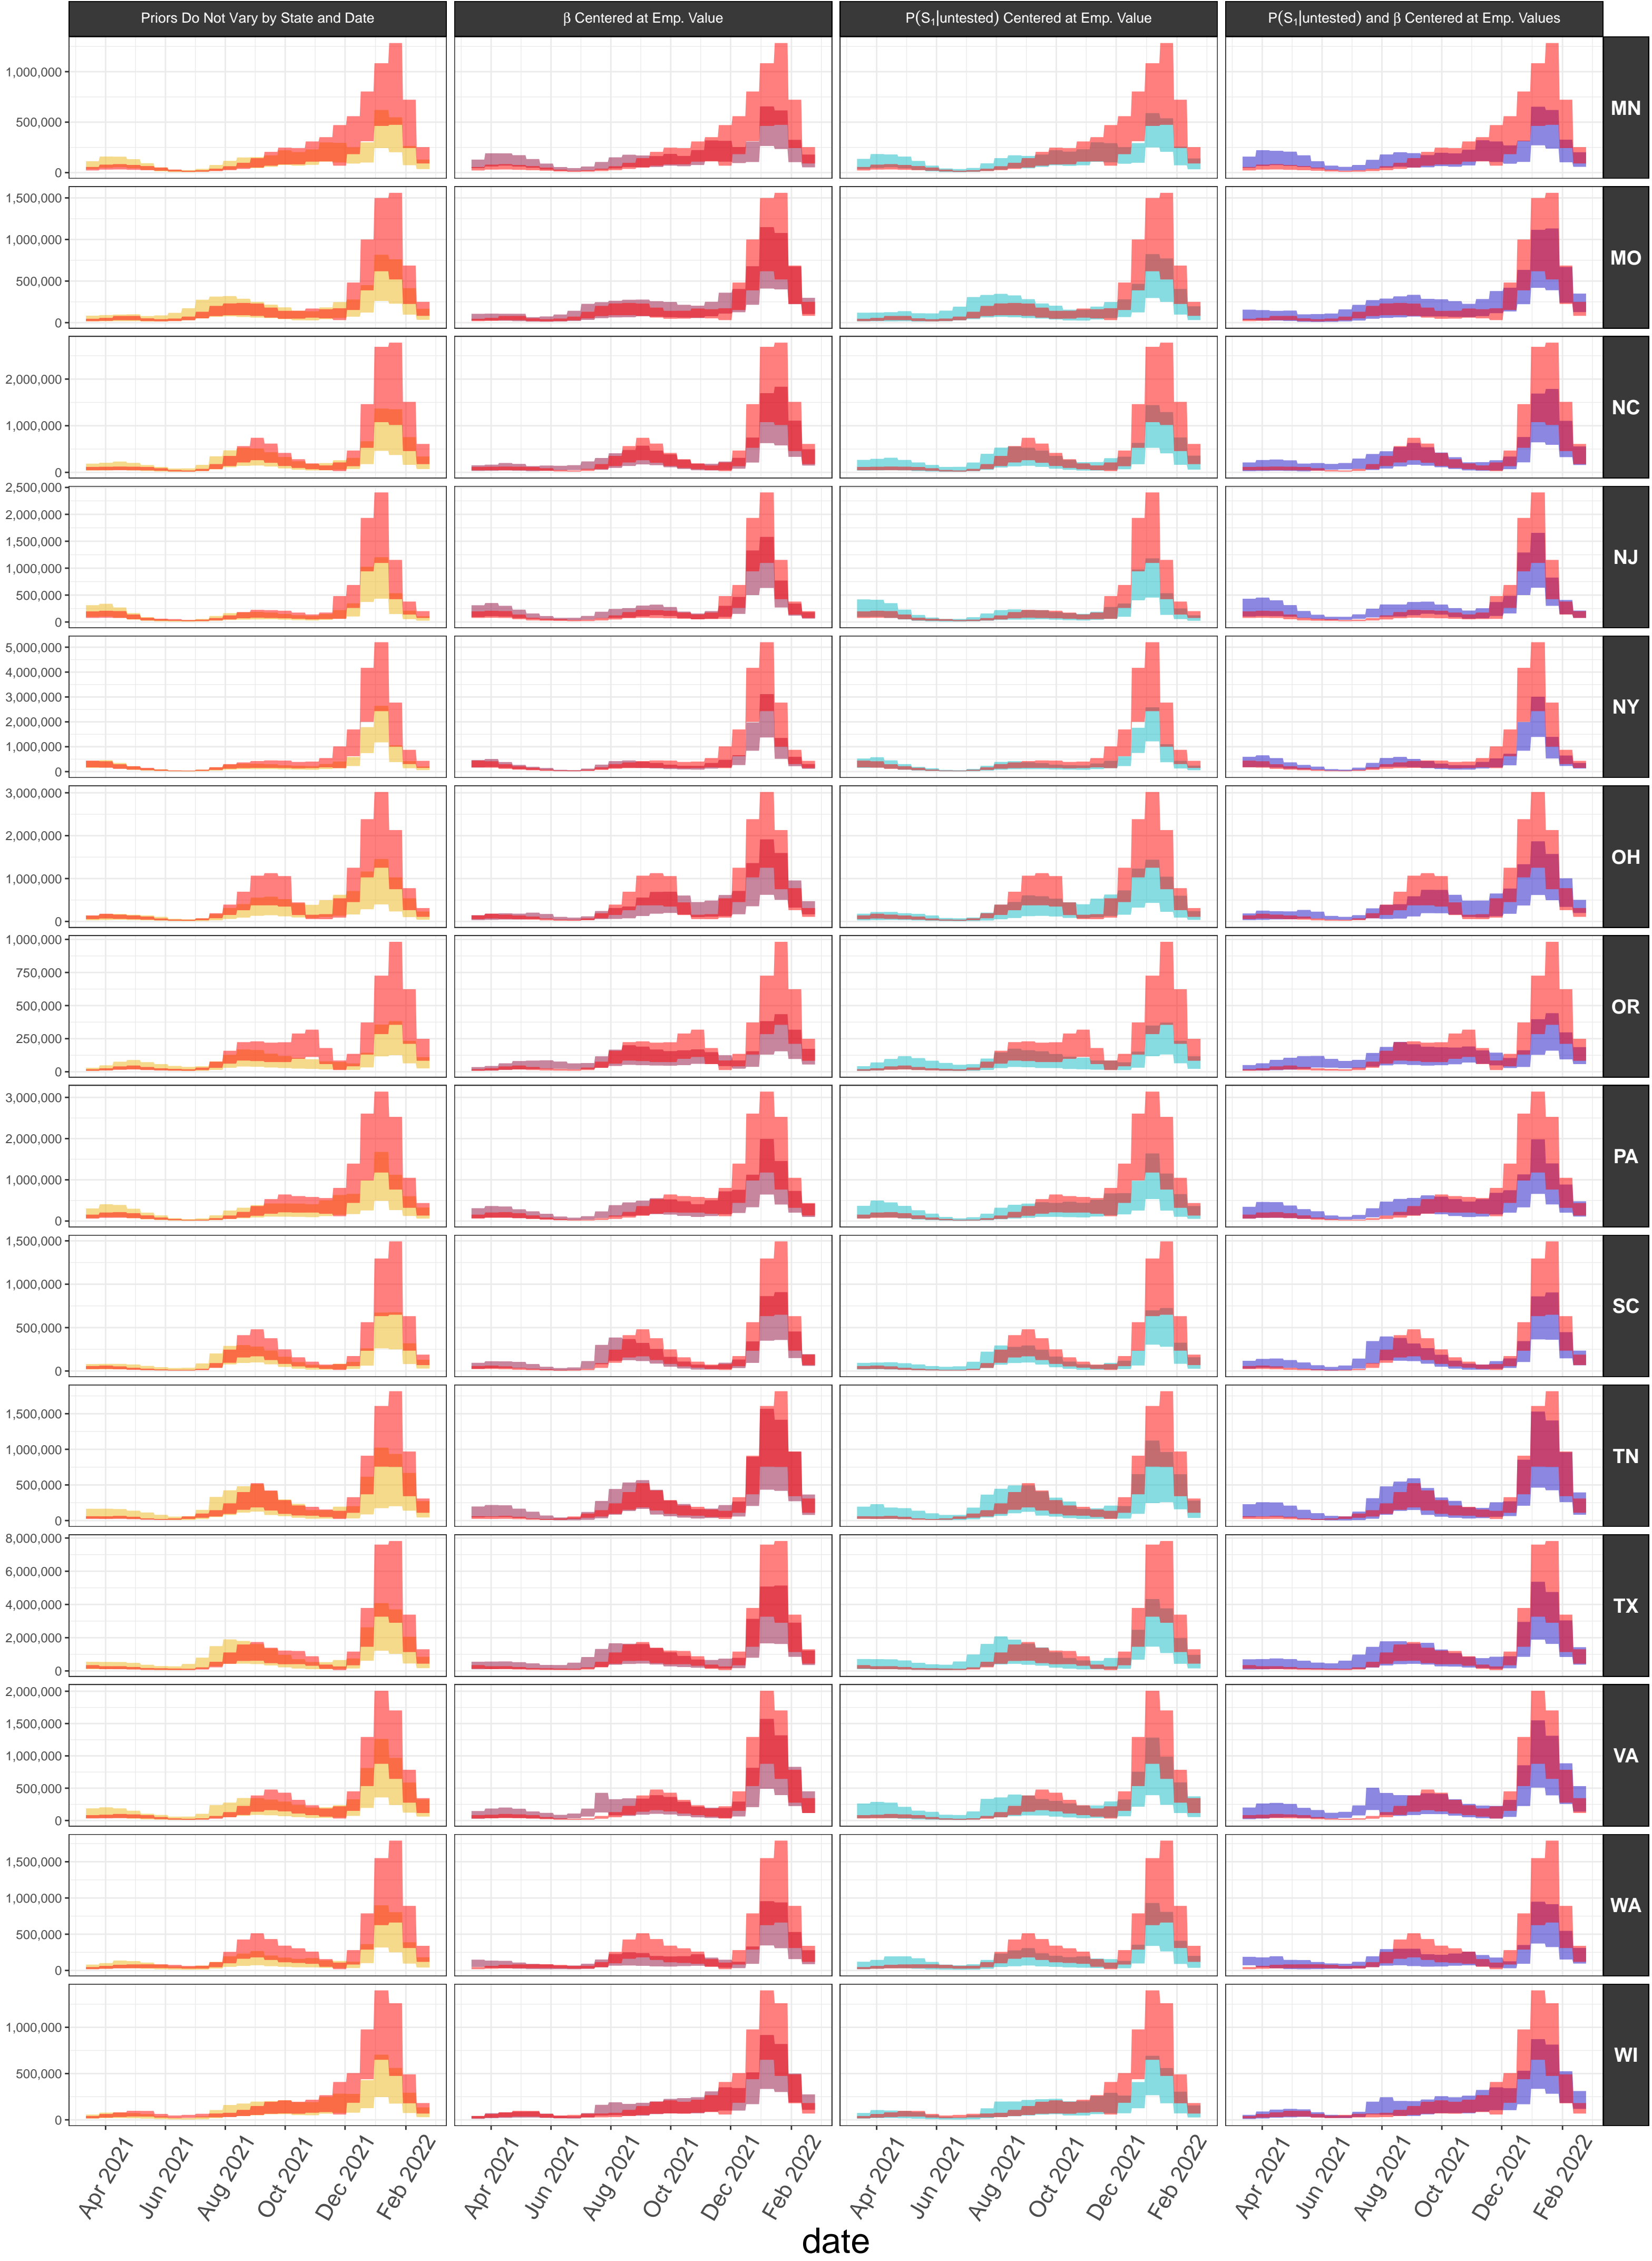 Priors Do Not Vary by State and Date
β Centered at Emp. Value
P(S₁|untested) Centered at Emp. Value
P(S₁|untested) and β Centered at Emp. Values
1,000,000
500,000
0
MN
1,500,000
1,000,000
500,000
0
MO
2,000,000
1,000,000
0
NC
2,500,000
2,000,000
1,500,000
1,000,000
500,000
0
NJ
5,000,000
4,000,000
3,000,000
2,000,000
1,000,000
0
NY
3,000,000
2,000,000
1,000,000
0
OH
1,000,000
750,000
500,000
250,000
0
OR
3,000,000
2,000,000
1,000,000
0
PA
1,500,000
1,000,000
500,000
0
SC
1,500,000
1,000,000
500,000
0
TN
8,000,000
6,000,000
4,000,000
2,000,000
0
TX
2,000,000
1,500,000
1,000,000
500,000
0
VA
1,500,000
1,000,000
500,000
0
WA
1,000,000
500,000
0
WI
Apr 2021
Jun 2021
Aug 2021
Oct 2021
Dec 2021
Feb 2022
Apr 2021
Jun 2021
Aug 2021
Oct 2021
Dec 2021
Feb 2022
Apr 2021
Jun 2021
Aug 2021
Oct 2021
Dec 2021
Feb 2022
Apr 2021
Jun 2021
Aug 2021
Oct 2021
Dec 2021
Feb 2022
date